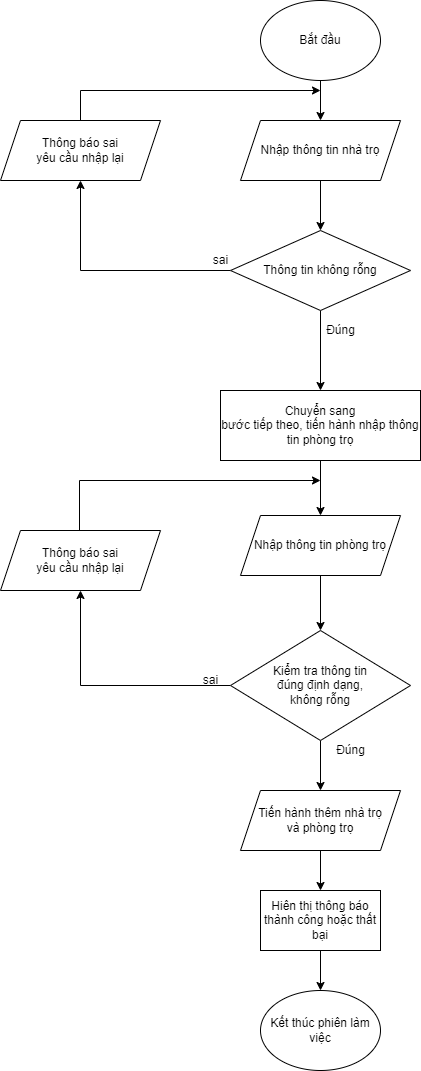 Bắt đầu
Thông báo sai
yêu cầu nhập lại
Nhập thông tin nhà trọ
sai
Thông tin không rỗng
Đúng
Chuyển sang
bước tiếp theo, tiến hành nhập thông
tin phòng trọ
Thông báo sai
yêu cầu nhập lại
Nhập thông tin phòng trọ
Kiểm tra thông tin
đúng định dạng,
không rỗng
sai
Đúng
Tiến hành thêm nhà trọ
và phòng trọ
Hiên thị thông báo
thành công hoặc thất
bại
Kết thúc phiên làm
việc